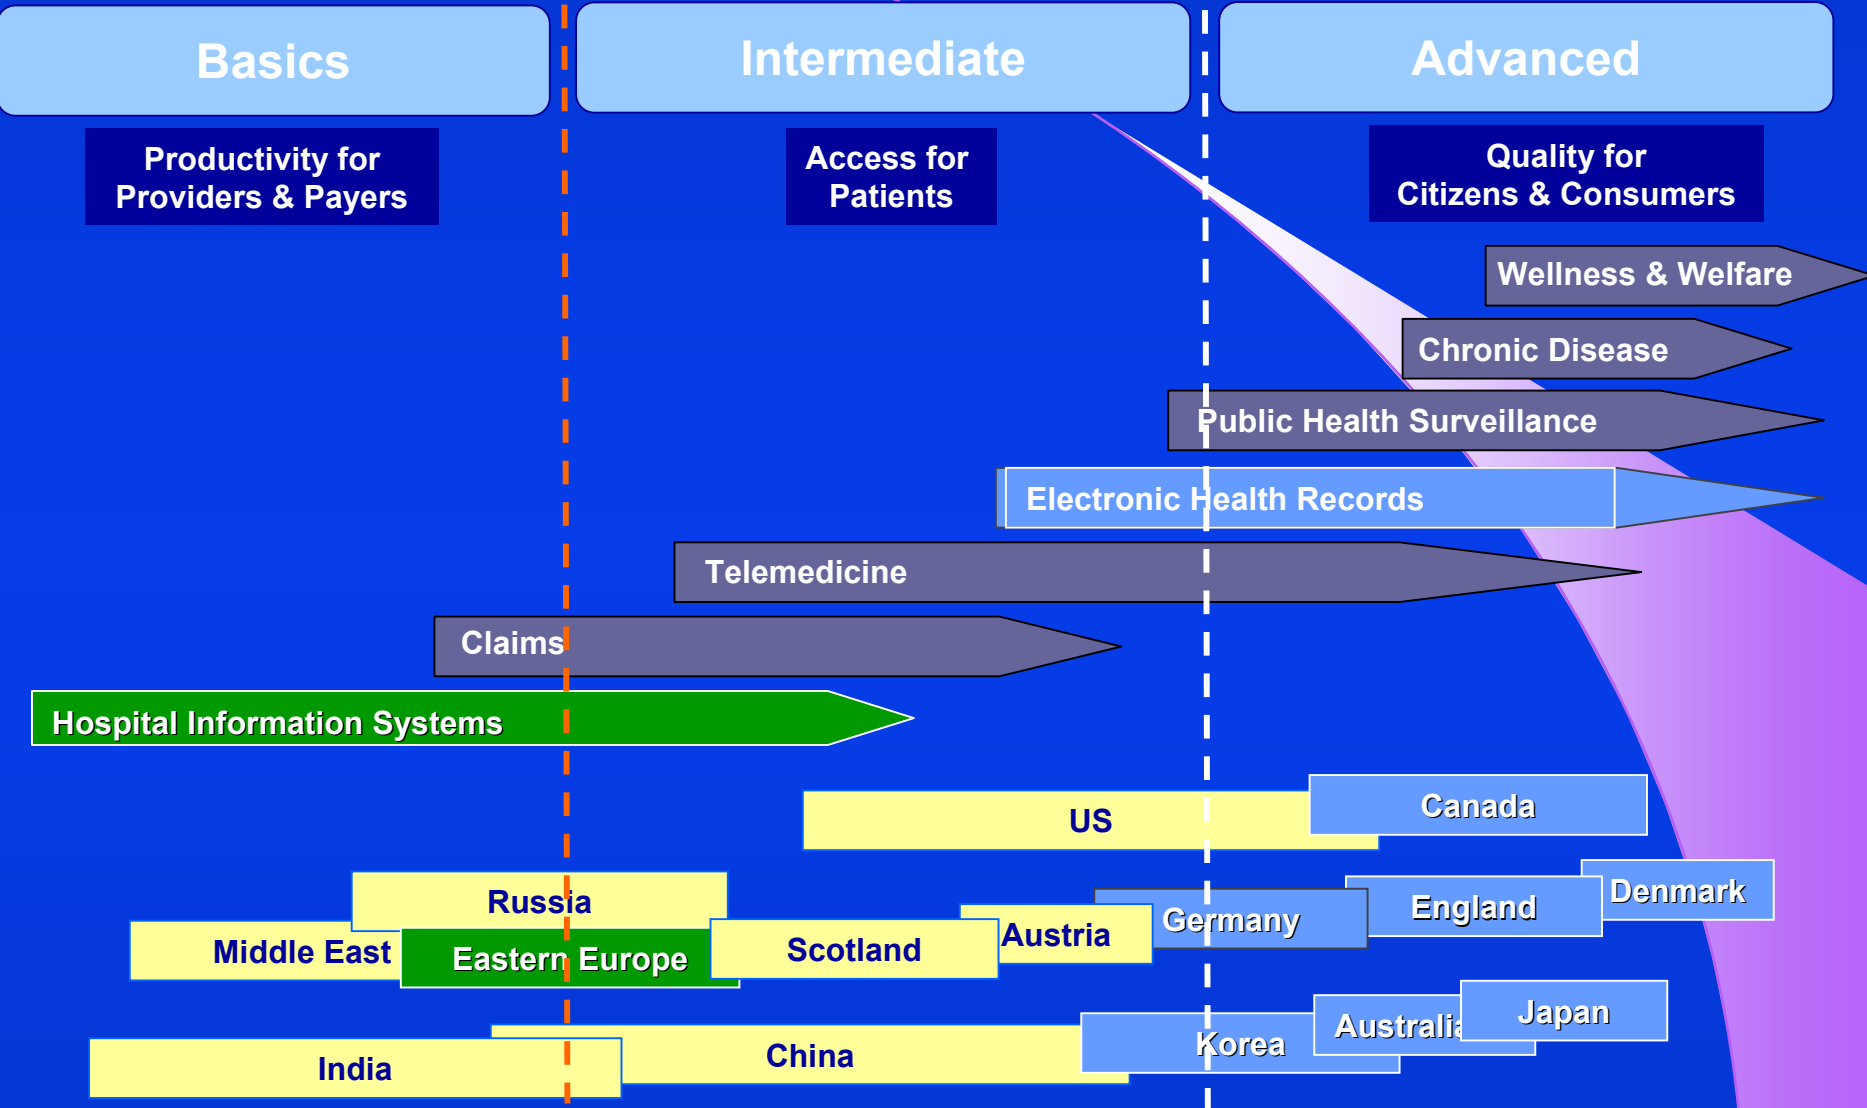 Basics
Intermediate
Advanced
Productivity for
Providers & Payers
Access for
Patients
Quality for
Citizens & Consumers
Wellness & Welfare
Chronic Disease
Public Health Surveillance
Electronic Health Records
Telemedicine
Claims
Hospital Information Systems
US
Canada
Russia
Middle East
Eastern Europe
Scotland
Austria
Germany
England
Denmark
India
China
Korea
Australia
Japan